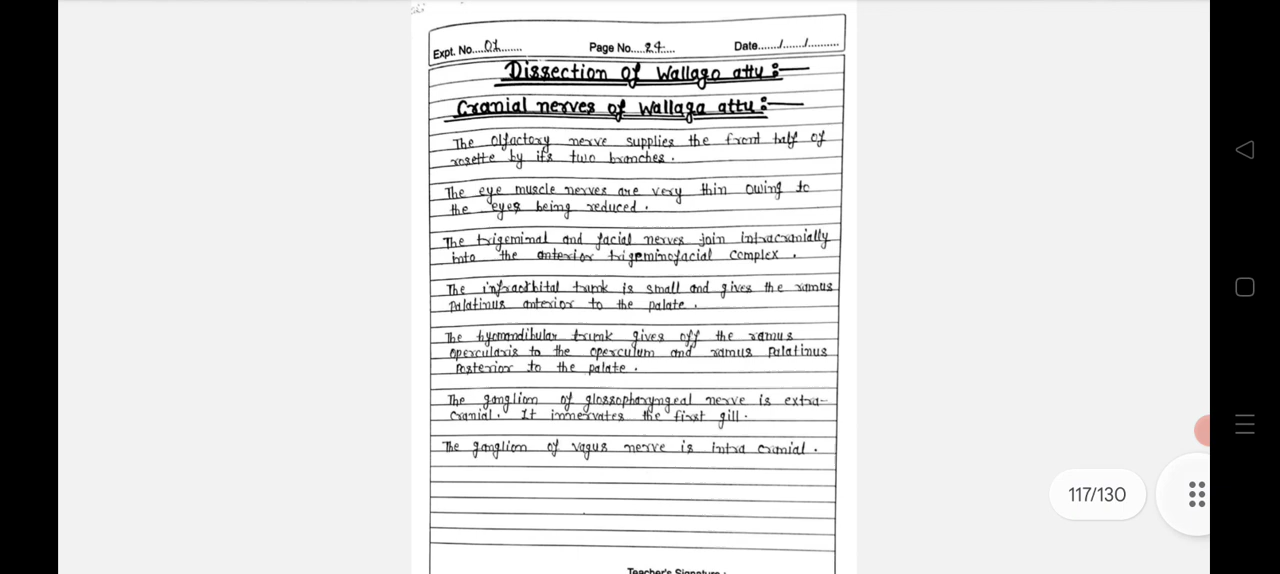 Expt. No....01........ Page No....24.... Date....../....../..........
Dissection of Wallago attu :—
Cranial nerves of Wallaga attu :—
The olfactory nerve supplies the front half of
rosette by it's two branches.
The eye muscle nerves are very thin owing to
the eyes being reduced.
The trigeminal and facial nerves join intracranially
into the anterior trigeminofacial complex.
The infraorbital trunk is small and gives the ramus
palatinus anterior to the palate.
The hyomandibular trunk gives off the ramus
opercularis to the operculum and ramus palatinus
posterior to the palate.
The ganglion of glossopharyngeal nerve is extra-
cranial. It innervates the first gill.
The ganglion of vagus nerve is intra cranial.
Teacher's Signature :
117/130